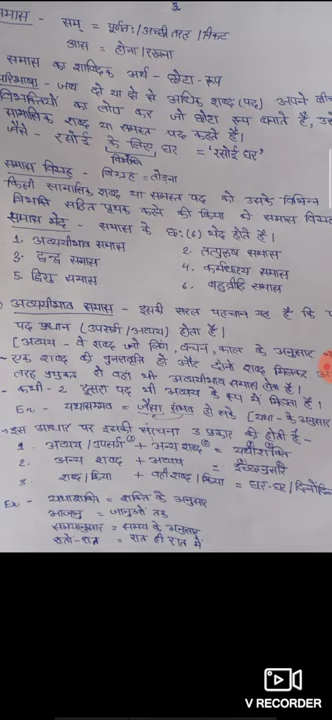 समास - सम् = पूर्णतः/अच्छी तरह/निकट
आस = होना/रखना
समास का शाब्दिक अर्थ - छोटा-रूप
परिभाषा - जब दो या दो से अधिक शब्द (पद) अपने बीच
विभक्तियों का लोप कर जो छोटा रूप बनाते हैं, उसे
सामासिक शब्द या समस्त पद कहते हैं।
जैसे - रसोई के लिए घर = 'रसोई घर'
विभक्ति
समास विग्रह - विग्रह = तोड़ना
किसी सामासिक शब्द या समस्त पद को उसके विभिन्न
विभक्ति सहित पृथक करने की क्रिया को समास विग्रह
समास भेद - समास के छः (6) भेद होते हैं।
1. अव्ययीभाव समास
2. तत्पुरुष समास
3. द्वन्द्व समास
4. कर्मधारय समास
5. द्विगु समास
6. बहुव्रीहि समास
अव्ययीभाव समास - इसकी सरल पहचान यह है कि
पद प्रधान (उपसर्ग/अव्यय) होता है।
[अव्यय - वे शब्द जो लिंग, वचन, काल के अनुसार
- एक शब्द की पुनरावृत्ति हो और दोनों शब्द मिलकर
तरह प्रयुक्त हो वहां भी अव्ययीभाव समास होता है।
- कभी-2 दूसरा पद भी अव्यय के रूप में मिलता है।
Ex - यथासम्भव = जैसा संभव हो सके [यथा - के अनुसार
इस आधार पर इसकी संरचना 3 प्रकार की होती है -
1. अव्यय/उपसर्ग + अन्य शब्द = यथाशक्ति
2. अन्य शब्द + अव्यय = इच्छानुसार
3. शब्द/क्रिया + वही शब्द/क्रिया = घर-घर/
Ex - यथाशक्ति = शक्ति के अनुसार
आजानु = जानुओं तक
समयानुसार = समय के अनुसार
रातों-रात = रात ही रात में
V RECORDER